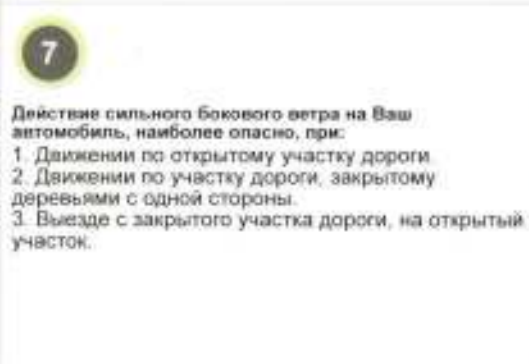 7
Действие сильного бокового ветра на Ваш
автомобиль, наиболее опасно, при:
1. Движении по открытому участку дороги.
2. Движении по участку дороги, закрытому
деревьями с одной стороны.
3. Выезде с закрытого участка дороги, на открытый
участок.